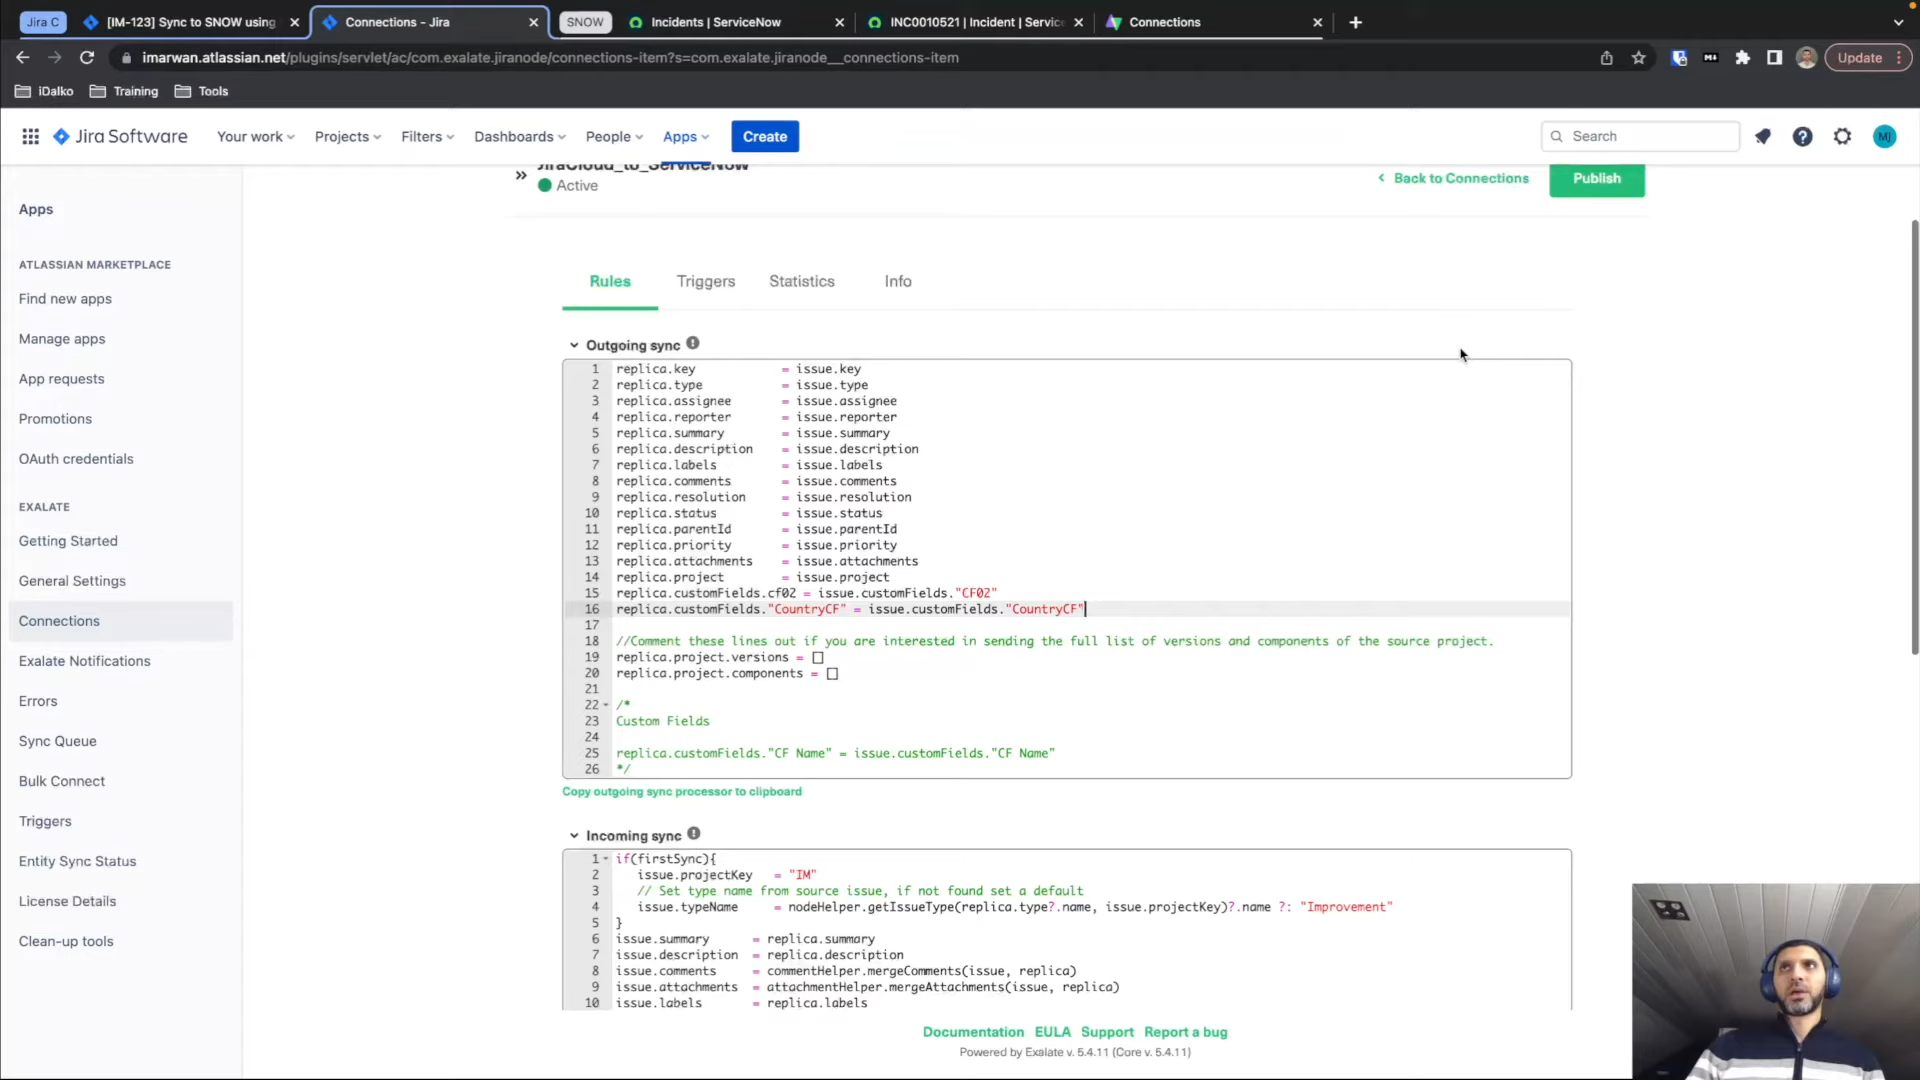 Jira C
[IM-123] Sync to SNOW using
Connections - Jira
SNOW
Incidents | ServiceNow
INC0010521 | Incident | Service
Connections
imarwan.atlassian.net/plugins/servlet/ac/com.exalate.jiranode/connections-item?s=com.exalate.jiranode__connections-item
Update
iDalko
Training
Tools
Jira Software
Your work
Projects
Filters
Dashboards
People
Apps
Create
Search
MJ
JiraCloud_to_ServiceNow
Active
Back to Connections
Publish
Apps
ATLASSIAN MARKETPLACE
Find new apps
Manage apps
App requests
Promotions
OAuth credentials
EXALATE
Getting Started
General Settings
Connections
Exalate Notifications
Errors
Sync Queue
Bulk Connect
Triggers
Entity Sync Status
License Details
Clean-up tools
Rules
Triggers
Statistics
Info
Outgoing sync
1 replica.key = issue.key
2 replica.type = issue.type
3 replica.assignee = issue.assignee
4 replica.reporter = issue.reporter
5 replica.summary = issue.summary
6 replica.description = issue.description
7 replica.labels = issue.labels
8 replica.comments = issue.comments
9 replica.resolution = issue.resolution
10 replica.status = issue.status
11 replica.parentId = issue.parentId
12 replica.priority = issue.priority
13 replica.attachments = issue.attachments
14 replica.project = issue.project
15 replica.customFields.cf02 = issue.customFields."CF02"
16 replica.customFields."CountryCF" = issue.customFields."CountryCF"
17
18 //Comment these lines out if you are interested in sending the full list of versions and components of the source project.
19 replica.project.versions = []
20 replica.project.components = []
21
22 /*
23 Custom Fields
24
25 replica.customFields."CF Name" = issue.customFields."CF Name"
26 */
Copy outgoing sync processor to clipboard
Incoming sync
1 if(firstSync){
2 issue.projectKey = "IM"
3 // Set type name from source issue, if not found set a default
4 issue.typeName = nodeHelper.getIssueType(replica.type?.name, issue.projectKey)?.name ?: "Improvement"
5 }
6 issue.summary = replica.summary
7 issue.description = replica.description
8 issue.comments = commentHelper.mergeComments(issue, replica)
9 issue.attachments = attachmentHelper.mergeAttachments(issue, replica)
10 issue.labels = replica.labels
Documentation EULA Support Report a bug
Powered by Exalate v. 5.4.11 (Core v. 5.4.11)